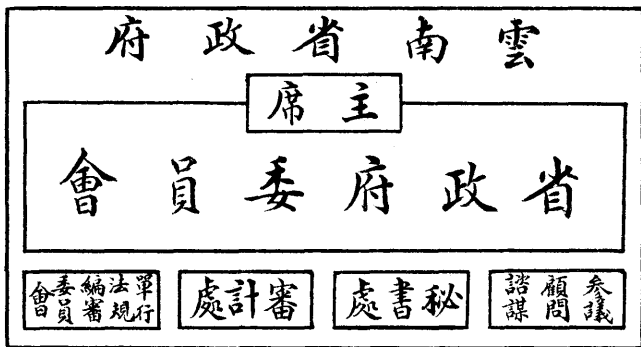 雲南省政府
主席
省政府委員會
參議
顧問
諮謀
秘書處
審計處
單行
法規
編審
委員
會